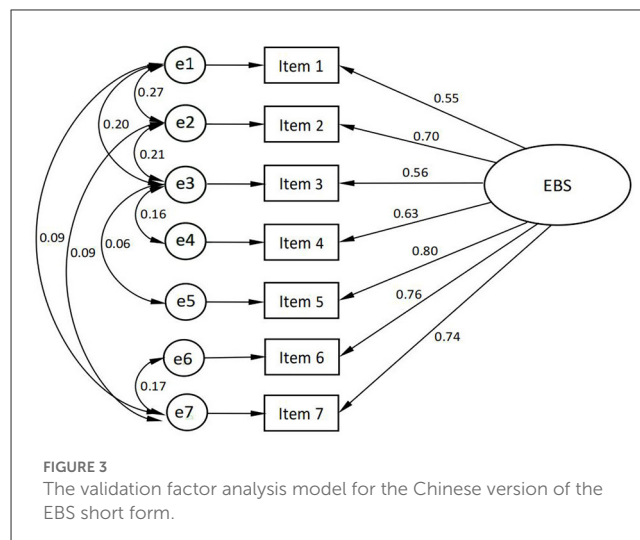 e1 Item 1
0.27
0.55
e2 Item 2
0.70
0.20
0.21
e3 Item 3
0.56
EBS
0.16
0.63
e4 Item 4
0.09
0.09
0.06
0.80
e5 Item 5
0.76
e6 Item 6
0.74
0.17
e7 Item 7
FIGURE 3
The validation factor analysis model for the Chinese version of the
EBS short form.